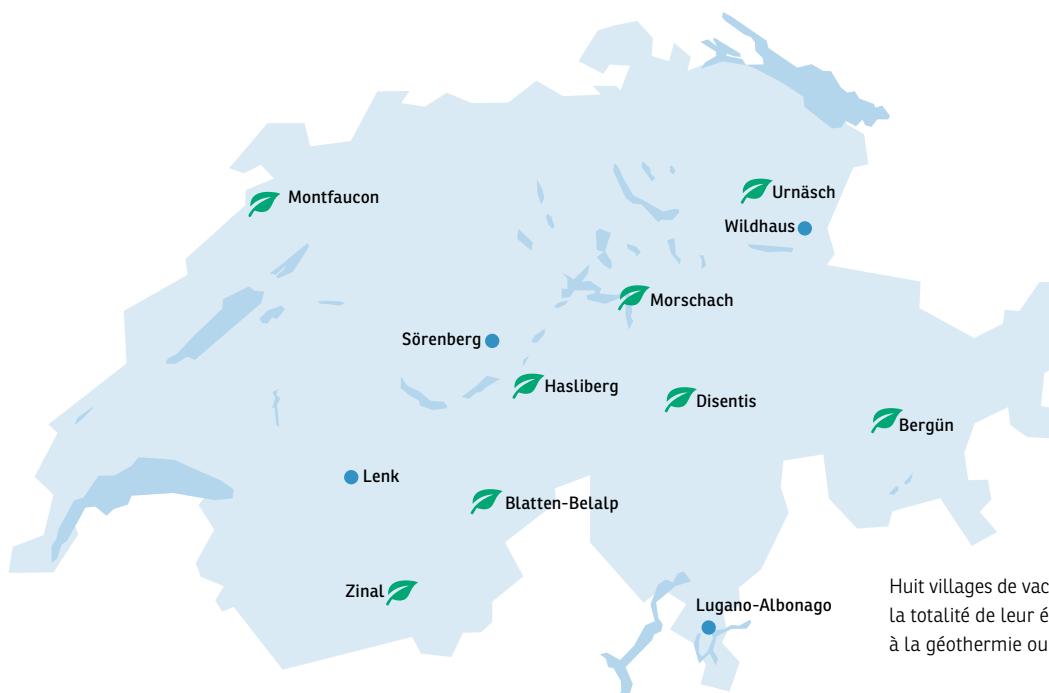 Montfaucon
Urnäsch
Wildhaus
Morschach
Sörenberg
Hasliberg
Disentis
Bergün
Lenk
Blatten-Belalp
Zinal
Lugano-Albonago
Huit villages de vac
la totalité de leur é
à la géothermie ou